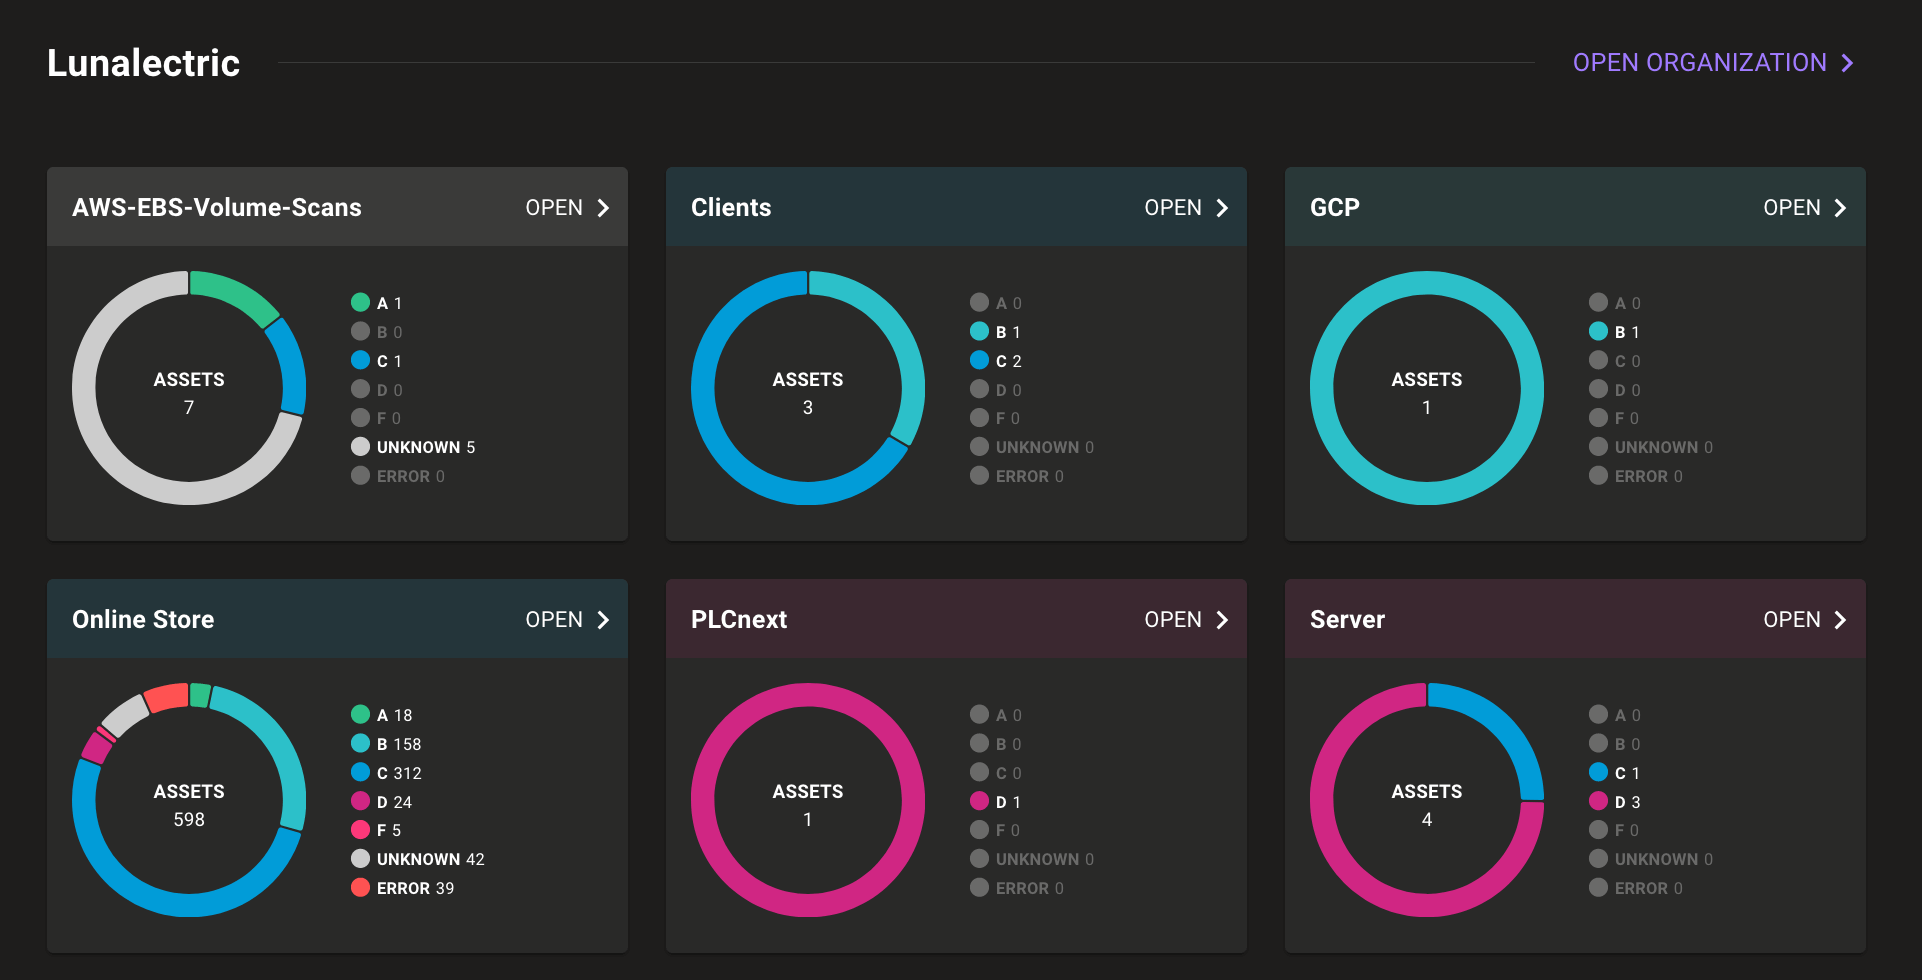 Lunalectric
OPEN ORGANIZATION
AWS-EBS-Volume-Scans
OPEN
ASSETS
7
A 1
B 0
C 1
D 0
F 0
UNKNOWN 5
ERROR 0
Clients
OPEN
ASSETS
3
A 0
B 1
C 2
D 0
F 0
UNKNOWN 0
ERROR 0
GCP
OPEN
ASSETS
1
A 0
B 1
C 0
D 0
F 0
UNKNOWN 0
ERROR 0
Online Store
OPEN
ASSETS
598
A 18
B 158
C 312
D 24
F 5
UNKNOWN 42
ERROR 39
PLCnext
OPEN
ASSETS
1
A 0
B 0
C 0
D 1
F 0
UNKNOWN 0
ERROR 0
Server
OPEN
ASSETS
4
A 0
B 0
C 1
D 3
F 0
UNKNOWN 0
ERROR 0